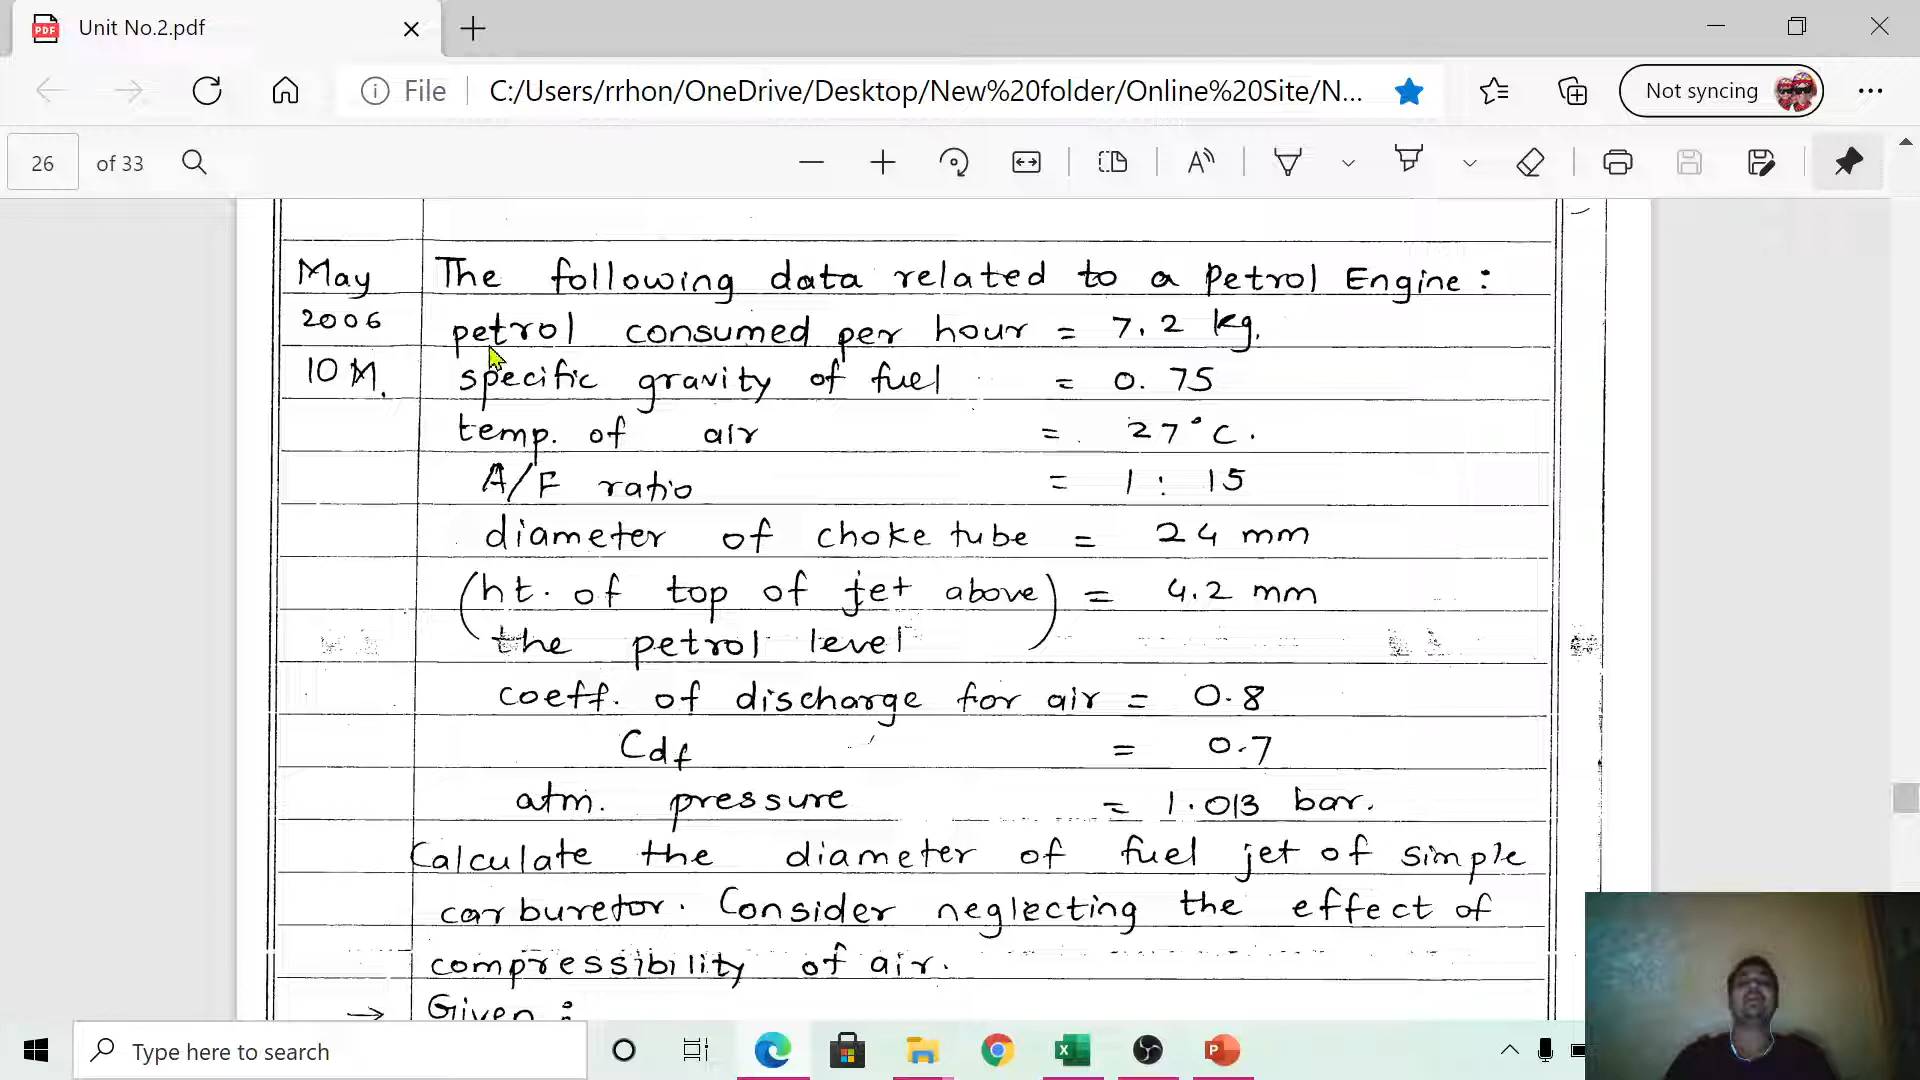 Unit No.2.pdf
File C:/Users/rrhon/OneDrive/Desktop/New%20folder/Online%20Site/N... Not syncing
26 of 33
May The following data related to a Petrol Engine :
2006 petrol consumed per hour = 7.2 kg.
10 M. specific gravity of fuel = 0.75
temp. of air = 27°C.
A/F ratio = 1 : 15
diameter of choke tube = 24 mm
(ht. of top of jet above = 4.2 mm
the petrol level)
coeff. of discharge for air = 0.8
Cdf = 0.7
atm. pressure = 1.013 bar.
Calculate the diameter of fuel jet of simple
carburetor. Consider neglecting the effect of
compressibility of air.
→ Given :
Type here to search